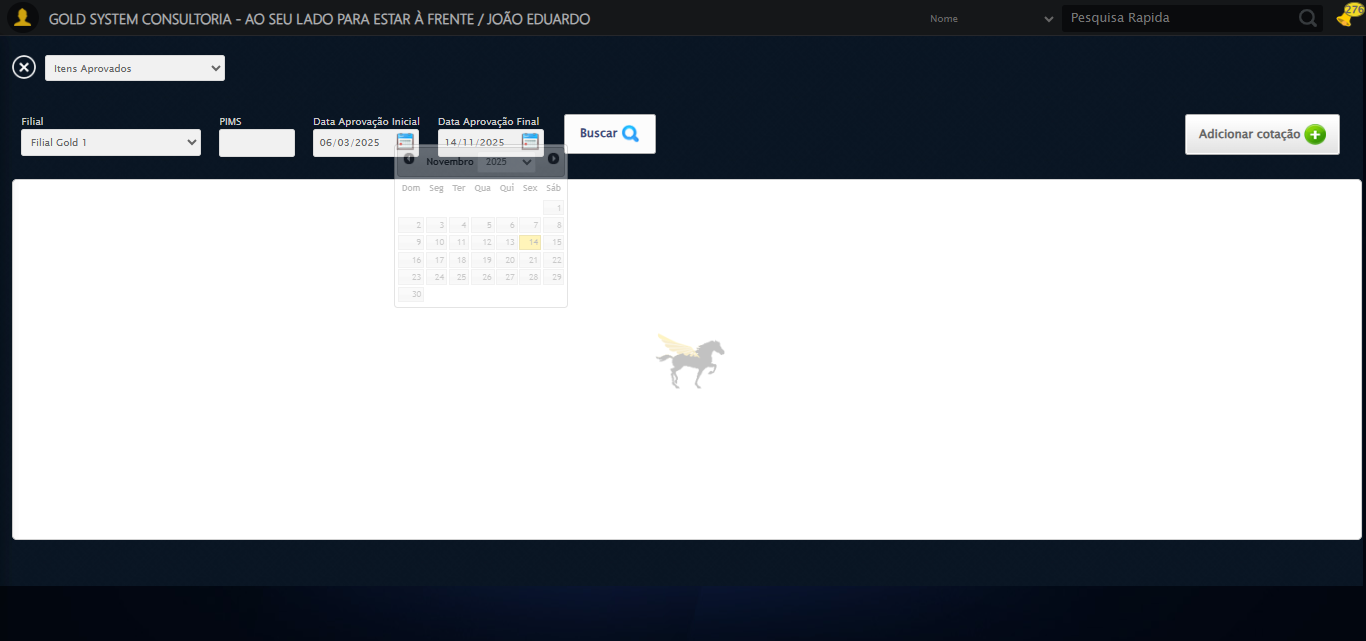 GOLD SYSTEM CONSULTORIA - AO SEU LADO PARA ESTAR À FRENTE / JOÃO EDUARDO
Nome
Pesquisa Rapida
276
Itens Aprovados
Filial
PIMS
Data Aprovação Inicial
Data Aprovação Final
Filial Gold 1
06/03/2025
14/11/2025
Buscar
Adicionar cotação
Novembro 2025
Dom Seg Ter Qua Qui Sex Sáb
1
2 3 4 5 6 7 8
9 10 11 12 13 14 15
16 17 18 19 20 21 22
23 24 25 26 27 28 29
30